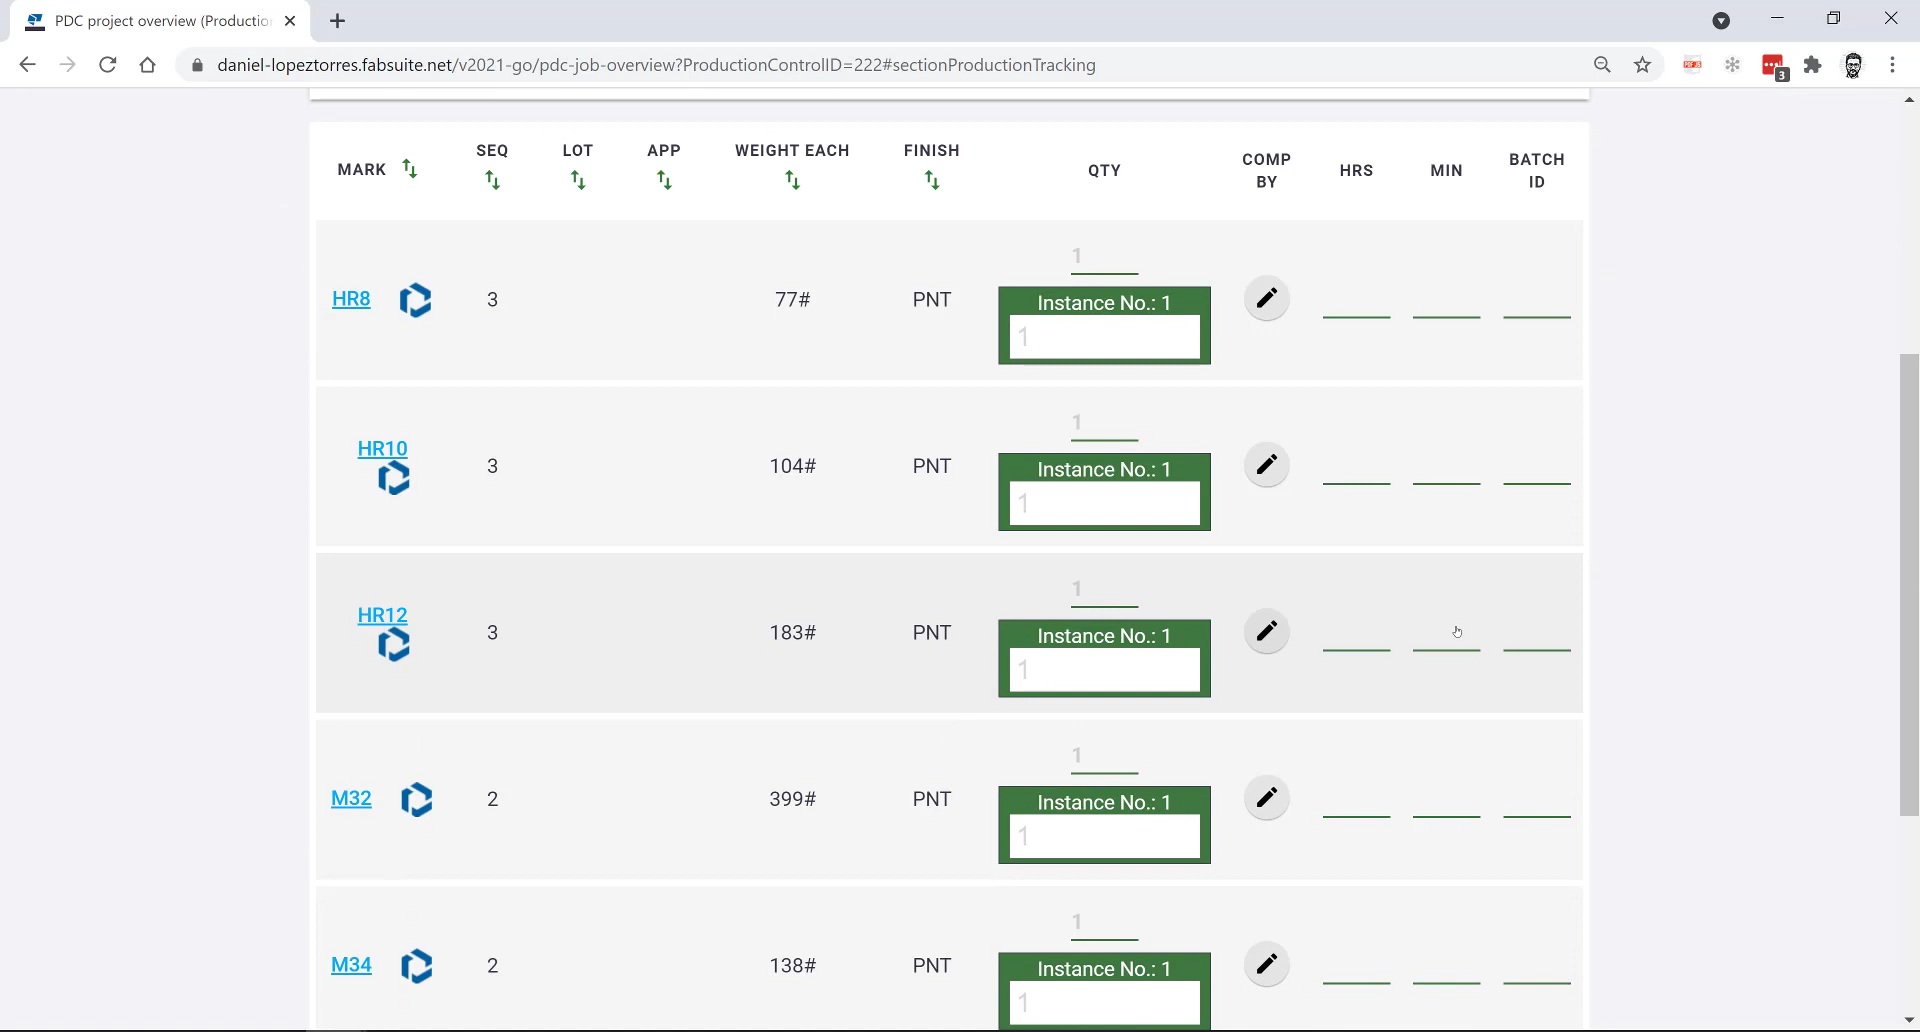 PDC project overview (Productio
daniel-lopeztorres.fabsuite.net/v2021-go/pdc-job-overview?ProductionControlID=222#sectionProductionTracking
3
MARK SEQ LOT APP WEIGHT EACH FINISH QTY COMP BY HRS MIN BATCH ID
1
HR8 3 77# PNT Instance No.: 1
1
1
HR10 3 104# PNT Instance No.: 1
1
1
HR12 3 183# PNT Instance No.: 1
1
1
M32 2 399# PNT Instance No.: 1
1
1
M34 2 138# PNT Instance No.: 1
1